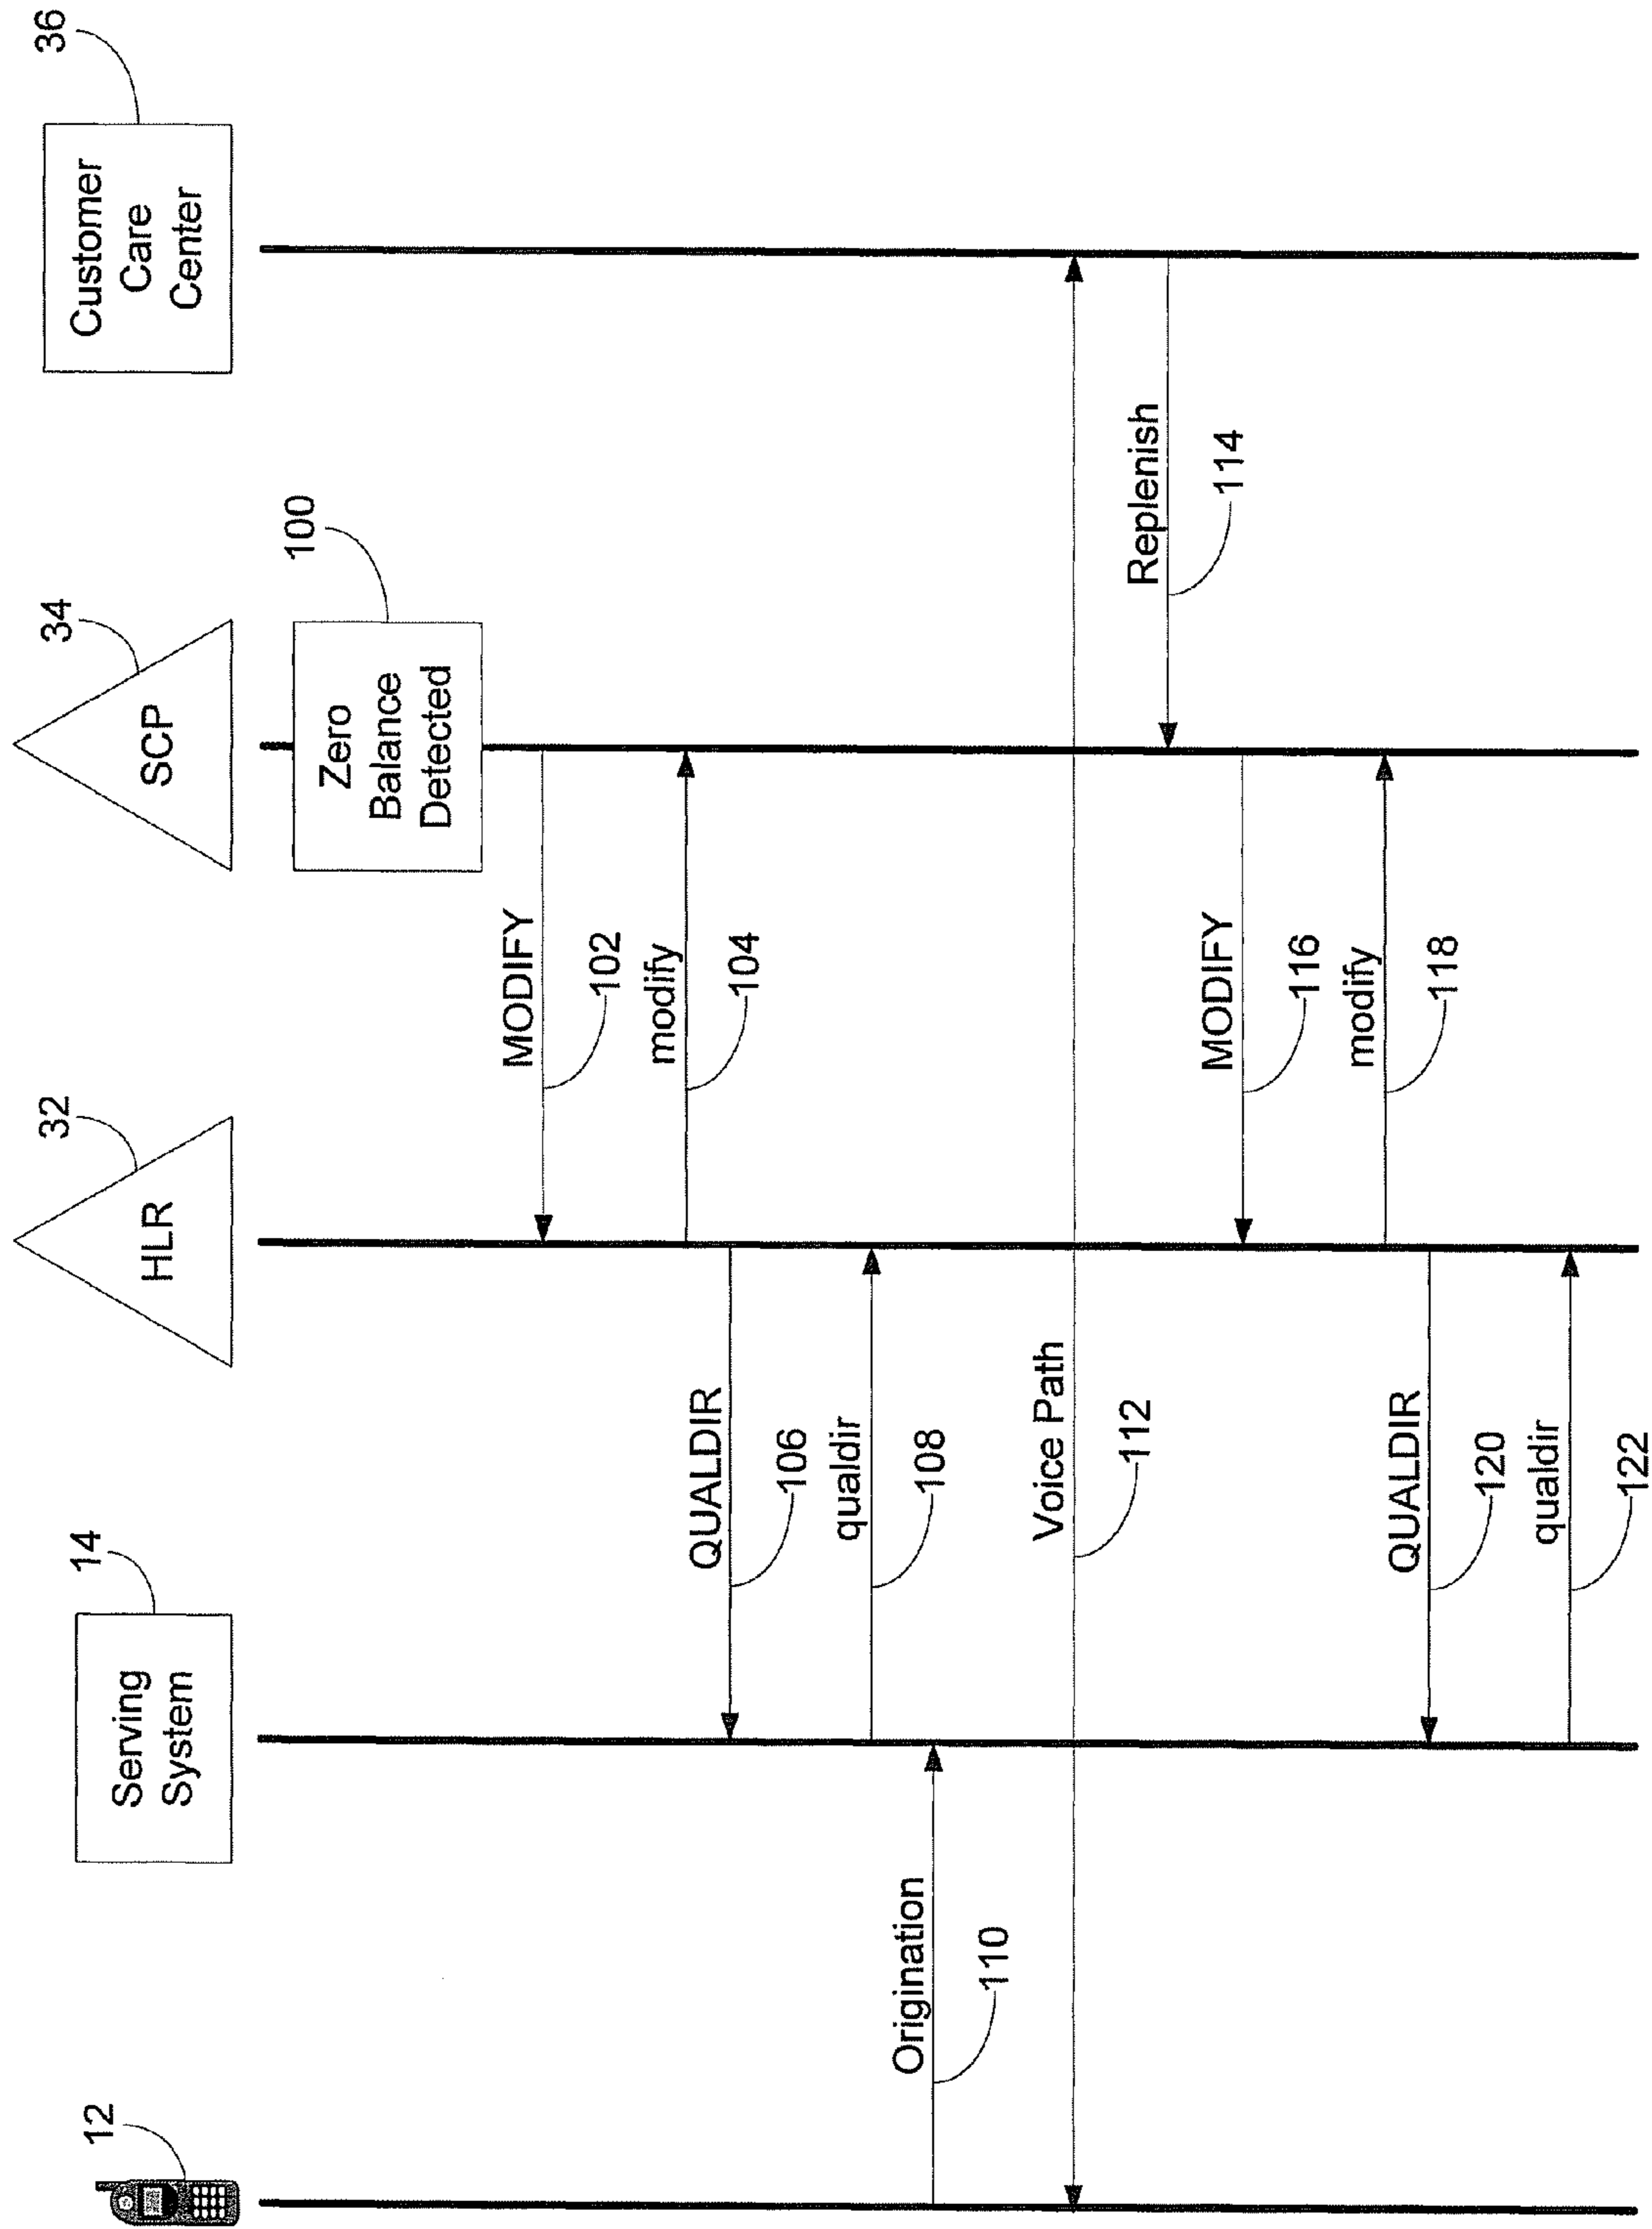 12
14
Serving
System
32
HLR
34
SCP
36
Customer
Care
Center
100
Zero
Balance
Detected
MODIFY
102
modify
104
QUALDIR
106
qualdir
108
Origination
110
Voice Path
112
Replenish
114
MODIFY
116
modify
118
QUALDIR
120
qualdir
122